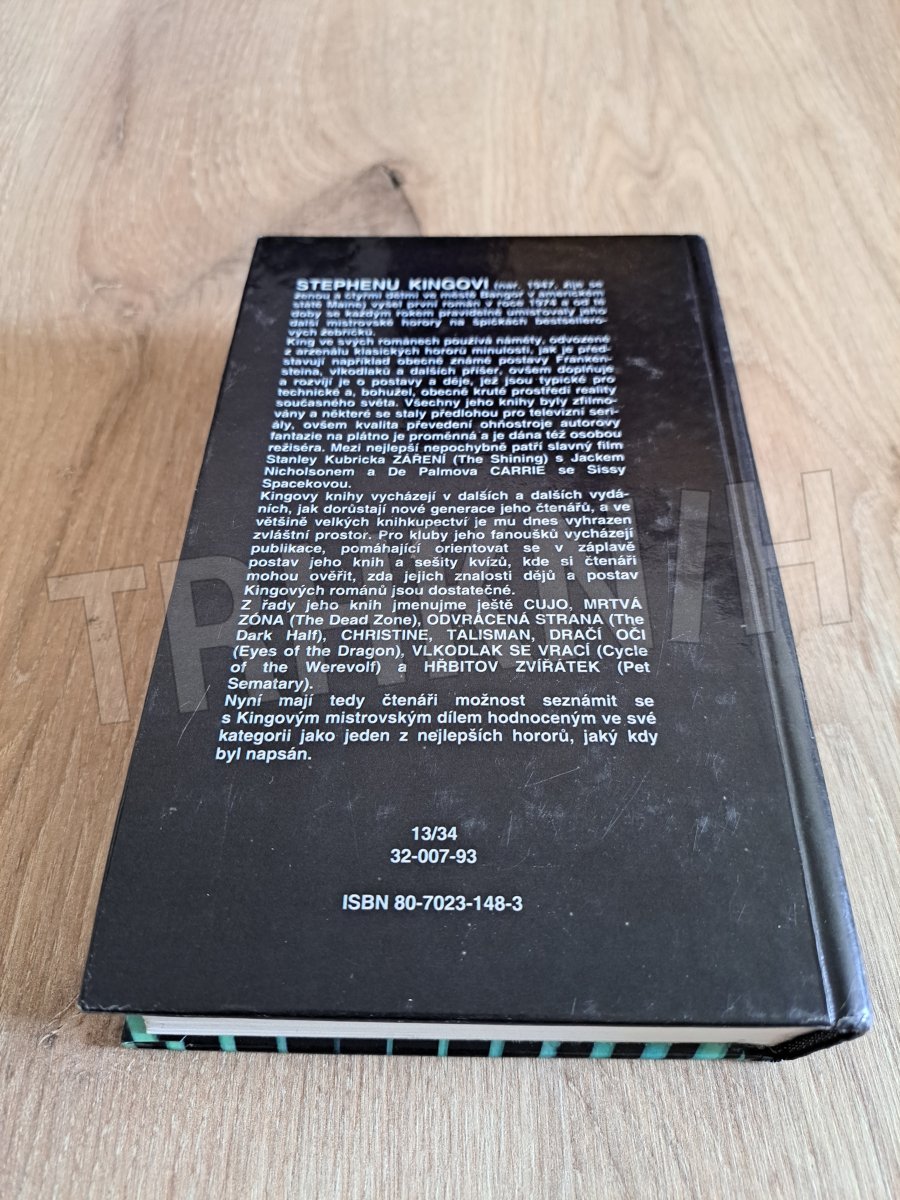 STEPHENU KINGOVI (nar. 1947, žije se
ženou a čtyřmi dětmi ve městě Bangor v americkém
státě Maine) vyšel první román v roce 1974 a od té
doby se každým rokem pravidelně umisťovaly jeho
další mistrovské horory na špičkách bestsellero-
vých žebříčků.
King ve svých románech používá náměty, odvozené
z arzenálu klasických hororů minulosti, jak je před-
stavují například obecně známé postavy Franken-
steina, vlkodlaků a dalších příšer, ovšem doplňuje
a rozvíjí je o postavy a děje, jež jsou typické pro
technické a, bohužel, obecně kruté prostředí reality
současného světa. Všechny jeho knihy byly zfilmo-
vány a některé se staly předlohou pro televizní seri-
ály, ovšem kvalita převedení ohňostroje autorovy
fantazie na plátno je proměnná a je dána též osobou
režiséra. Mezi nejlepší nepochybně patří slavný film
Stanley Kubricka ZÁŘENÍ (The Shining) s Jackem
Nicholsonem a De Palmova CARRIE se Sissy
Spacekovou.
Kingovy knihy vycházejí v dalších a dalších vydá-
ních, jak dorůstají nové generace jeho čtenářů, a ve
většině velkých knihkupectví je mu dnes vyhrazen
zvláštní prostor. Pro kluby jeho fanoušků vycházejí
publikace, pomáhající orientovat se v záplavě
postav jeho knih a sešity kvízů, kde si čtenáři
mohou ověřit, zda jejich znalosti dějů a postav
Kingových románů jsou dostatečné.
Z řady jeho knih jmenujme ještě CUJO, MRTVÁ
ZÓNA (The Dead Zone), ODVRÁCENÁ STRANA (The
Dark Half), CHRISTINE, TALISMAN, DRAČÍ OČI
(Eyes of the Dragon), VLKODLAK SE VRACÍ (Cycle
of the Werevolf) a HŘBITOV ZVÍŘÁTEK (Pet
Sematary).
Nyní mají tedy čtenáři možnost seznámit se
s Kingovým mistrovským dílem hodnoceným ve své
kategorii jako jeden z nejlepších hororů, jaký kdy
byl napsán.
13/34
32-007-93
ISBN 80-7023-148-3